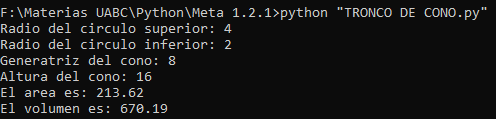 F:\Materias UABC\Python\Meta 1.2.1>python "TRONCO DE CONO.py"
Radio del circulo superior: 4
Radio del circulo inferior: 2
Generatriz del cono: 8
Altura del cono: 16
El area es: 213.62
El volumen es: 670.19